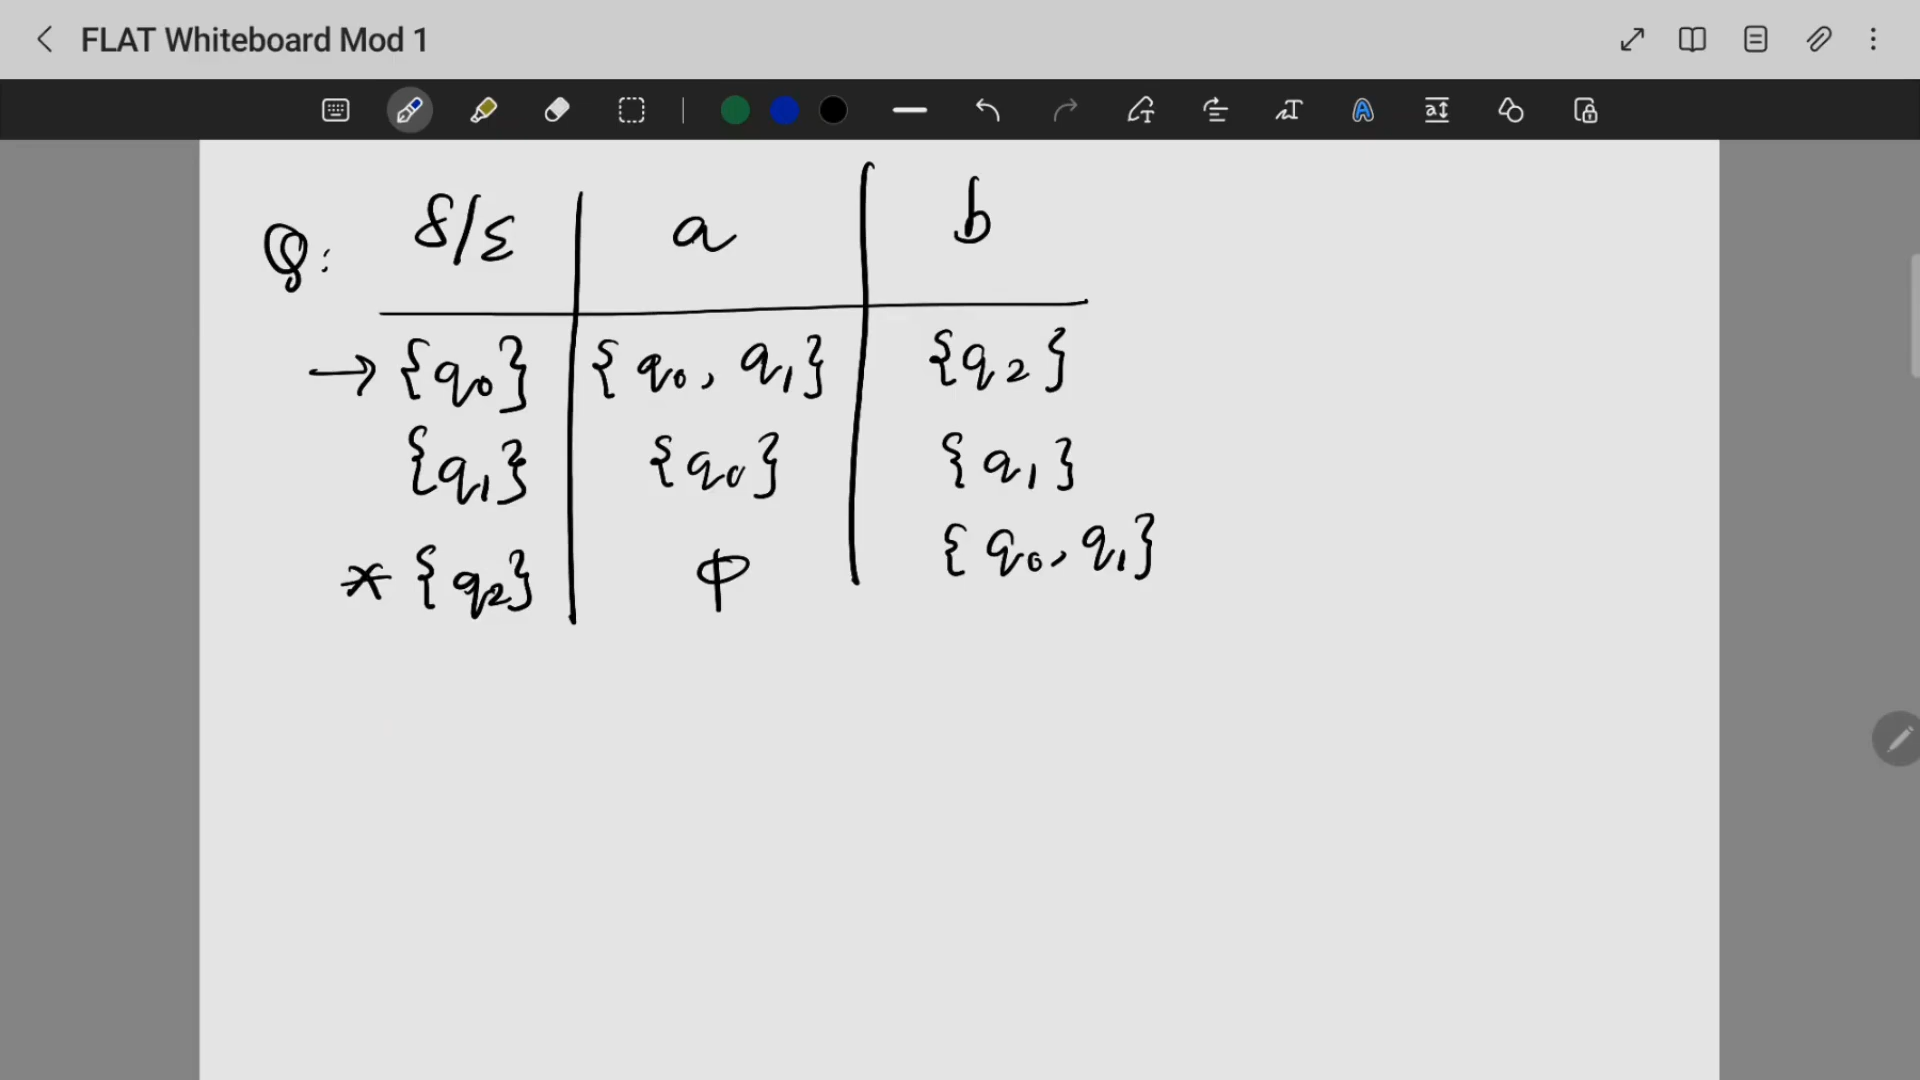 FLAT Whiteboard Mod 1
Q: δ/Σ a b
→ {q0} {q0, q1} {q2}
{q1} {q0} {q1}
* {q2} ϕ {q0, q1}